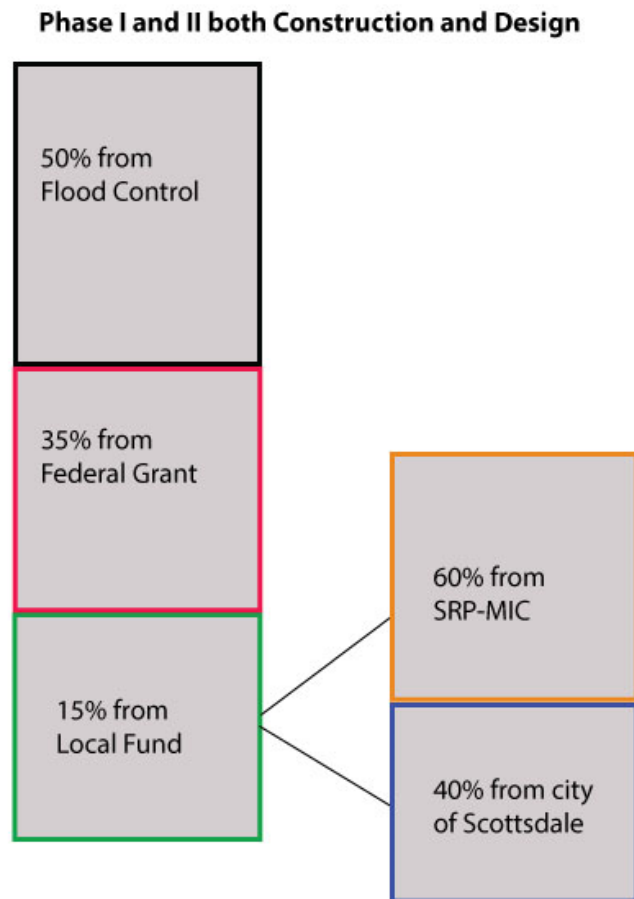 Phase I and II both Construction and Design
50% from
Flood Control
35% from
Federal Grant
15% from
Local Fund
60% from
SRP-MIC
40% from city
of Scottsdale